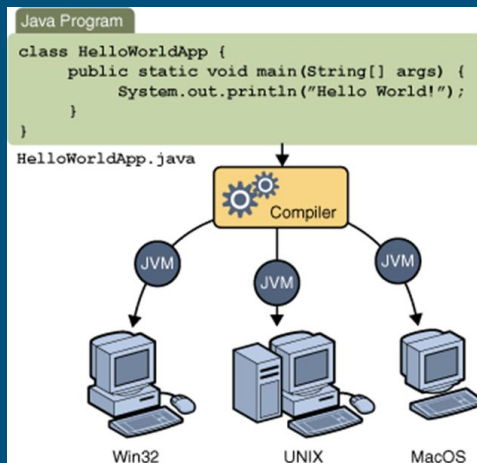 Java Program
class HelloWorldApp {
    public static void main(String[] args) {
        System.out.println("Hello World!");
    }
}
HelloWorldApp.java
Compiler
JVM
JVM
JVM
Win32
UNIX
MacOS